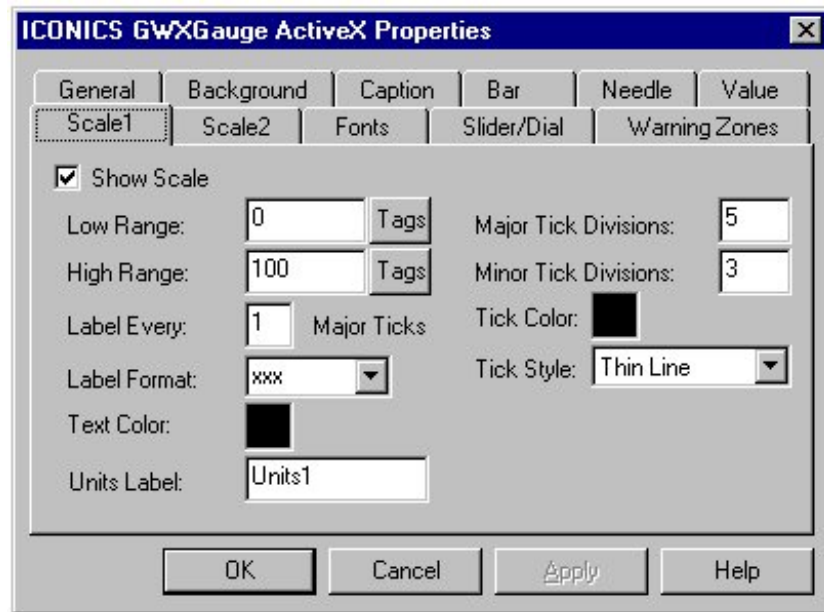 ICONICS GWXGauge ActiveX Properties
General Background Caption Bar Needle Value
Scale1 Scale2 Fonts Slider/Dial Warning Zones
Show Scale
Low Range: 0 Tags Major Tick Divisions: 5
High Range: 100 Tags Minor Tick Divisions: 3
Label Every: 1 Major Ticks Tick Color:
Label Format: xxx Tick Style: Thin Line
Text Color:
Units Label: Units1
OK Cancel Apply Help